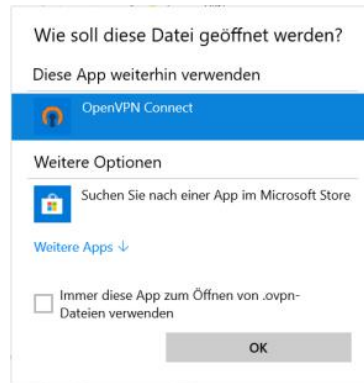 Wie soll diese Datei geöffnet werden?
Diese App weiterhin verwenden
OpenVPN Connect
Weitere Optionen
Suchen Sie nach einer App im Microsoft Store
Weitere Apps ↓
Immer diese App zum Öffnen von .ovpn-
Dateien verwenden
OK